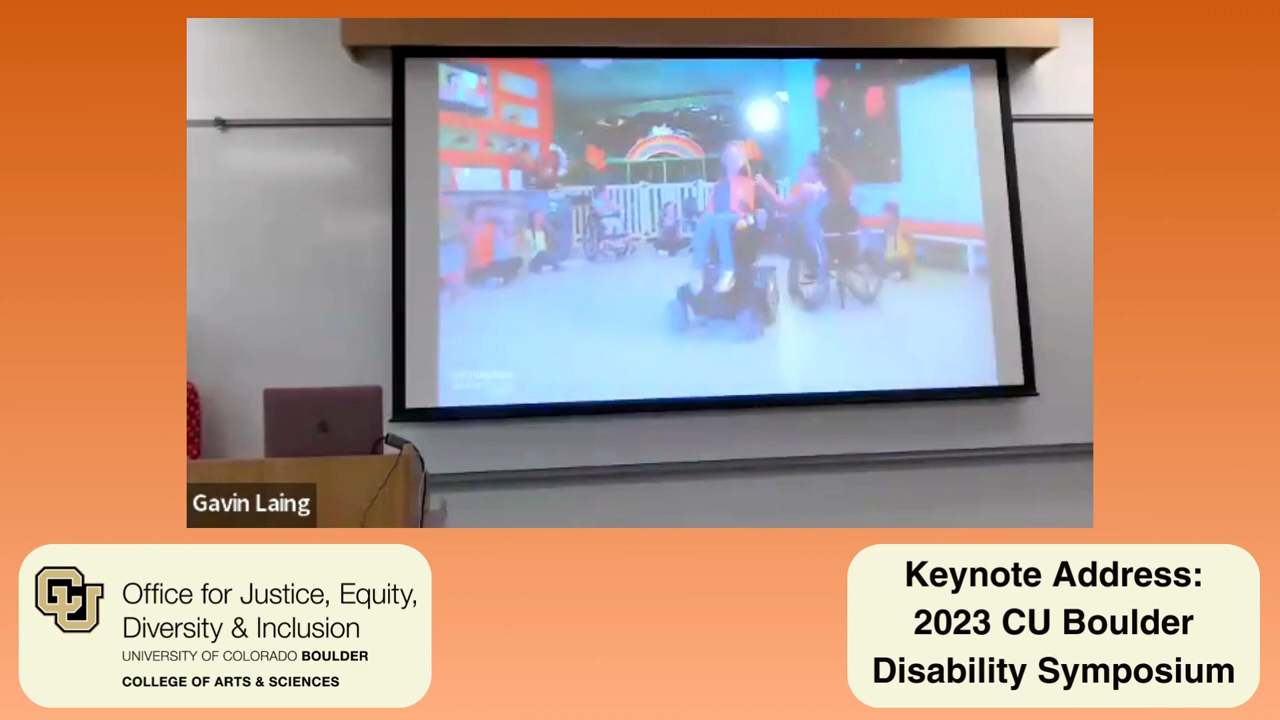 Gavin Laing
CU
Office for Justice, Equity,
Diversity & Inclusion
UNIVERSITY OF COLORADO BOULDER
COLLEGE OF ARTS & SCIENCES
Keynote Address:
2023 CU Boulder
Disability Symposium